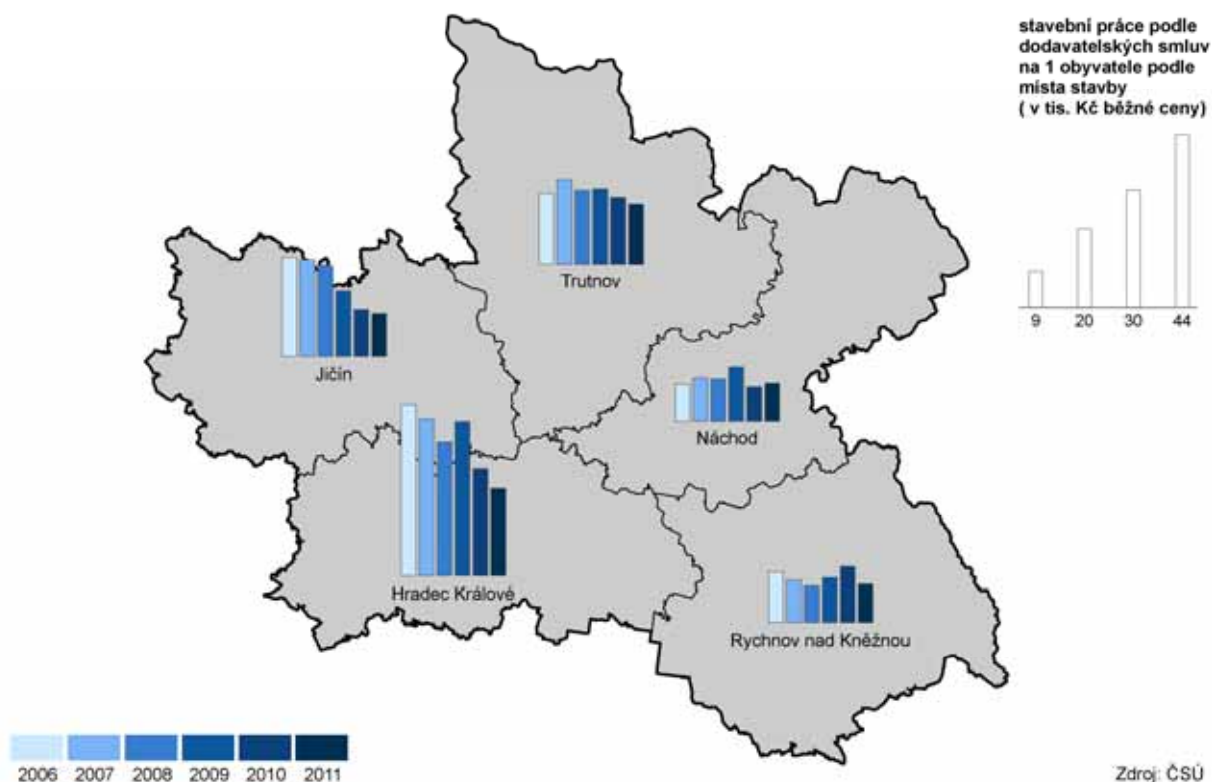 stavební práce podle
dodavatelských smluv
na 1 obyvatele podle
místa stavby
( v tis. Kč běžné ceny)
9 20 30 44
Trutnov
Jičín
Náchod
Hradec Králové
Rychnov nad Kněžnou
2006 2007 2008 2009 2010 2011
Zdroj: ČSÚ